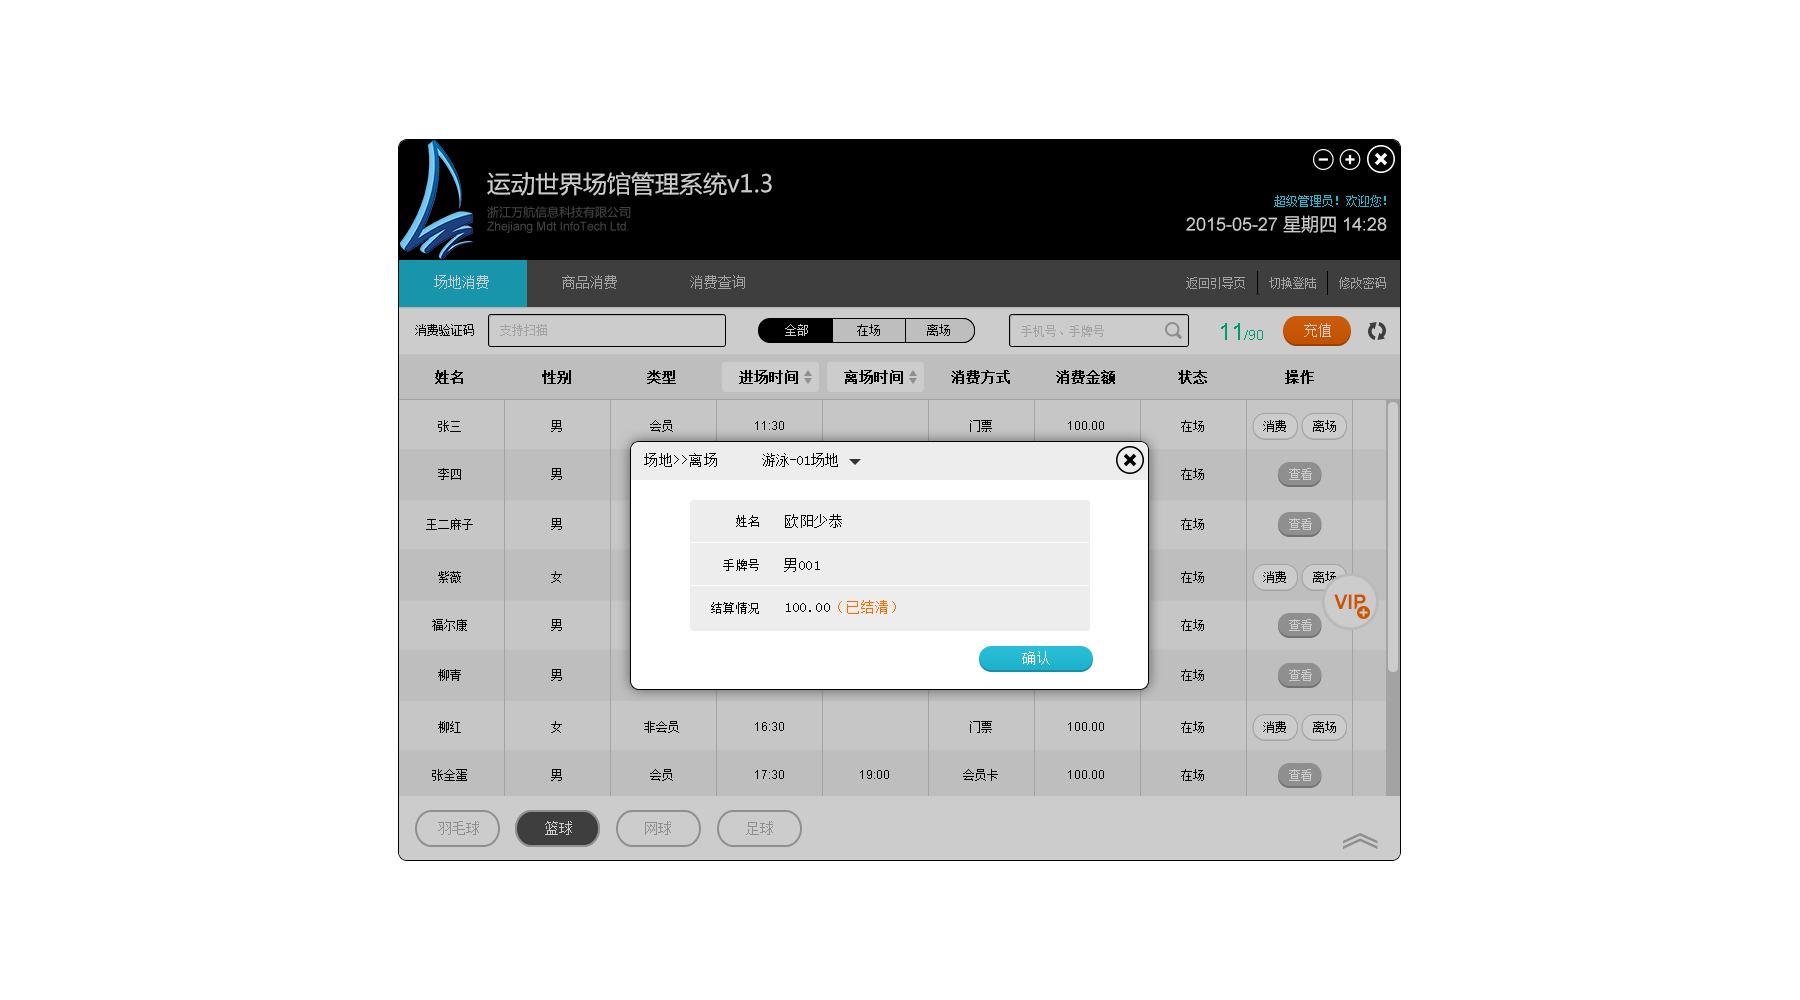 运动世界场馆管理系统v1.3
浙江万航信息科技有限公司
Zhejiang Mdt InfoTech Ltd.
超级管理员！欢迎您！
2015-05-27 星期四 14:28
场地消费 商品消费 消费查询 返回引导页 切换登陆 修改密码
消费验证码 支持扫描 全部 在场 离场 手机号、手牌号 11/90 充值
姓名 性别 类型 进场时间 离场时间 消费方式 消费金额 状态 操作
张三 男 会员 11:30 门票 100.00 在场 消费 离场
李四 男 在场 查看
王二麻子 男 在场 查看
紫薇 女 在场 消费 离场
福尔康 男 在场 查看
柳青 男 在场 查看
柳红 女 非会员 16:30 门票 100.00 在场 消费 离场
张全蛋 男 会员 17:30 19:00 会员卡 100.00 在场 查看
VIP
场地>>离场 游泳-01场地
姓名 欧阳少恭
手牌号 男001
结算情况 100.00（已结清）
确认
羽毛球 篮球 网球 足球